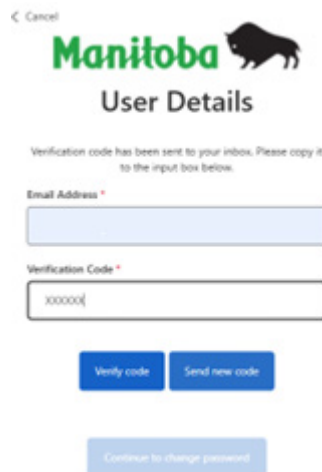 Cancel
Manitoba
User Details
Verification code has been sent to your inbox. Please copy it
to the input box below.
Email Address *
Verification Code *
XXXXXX
Verify code Send new code
Continue to change password